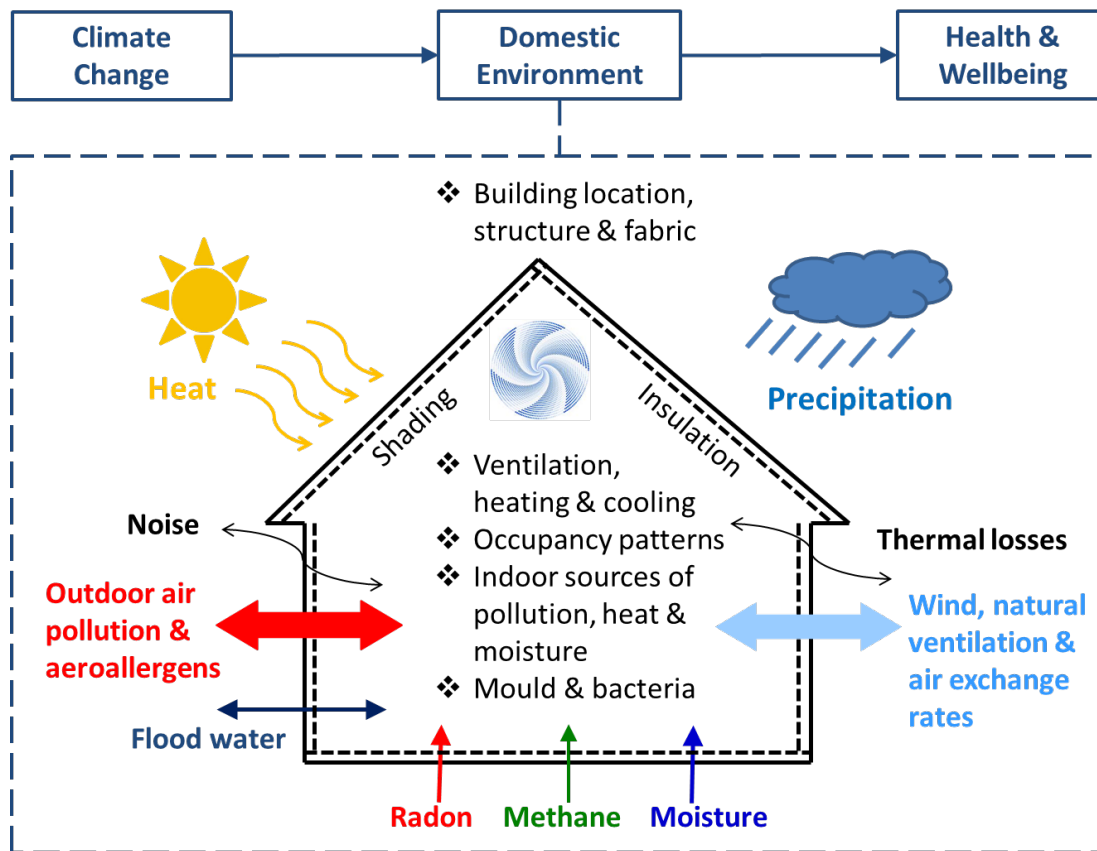 Climate
Change
Domestic
Environment
Health &
Wellbeing
❖ Building location,
structure & fabric
Heat
Precipitation
Shading
Insulation
❖ Ventilation,
heating & cooling
❖ Occupancy patterns
❖ Indoor sources of
pollution, heat &
moisture
❖ Mould & bacteria
Noise
Thermal losses
Outdoor air
pollution &
aeroallergens
Wind, natural
ventilation &
air exchange
rates
Flood water
Radon
Methane
Moisture